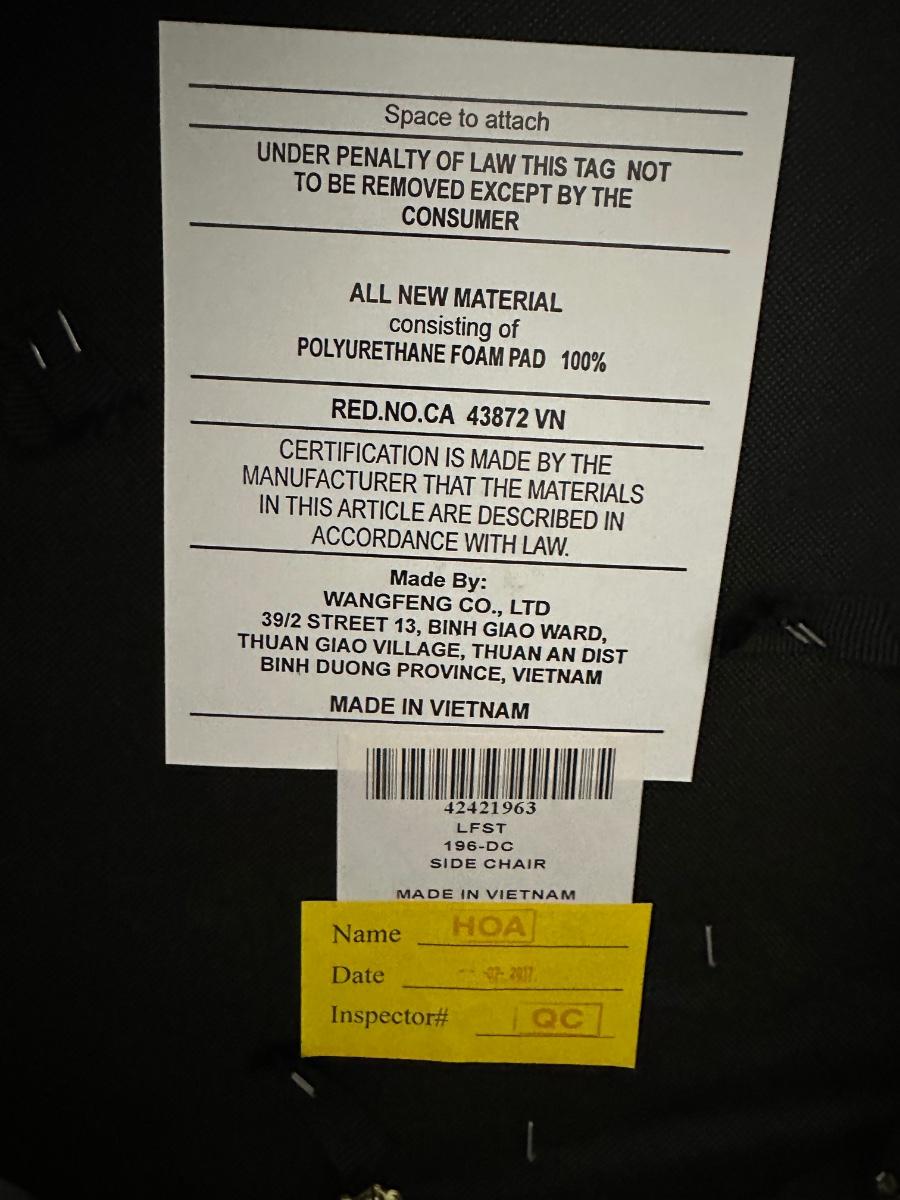 Space to attach
UNDER PENALTY OF LAW THIS TAG NOT
TO BE REMOVED EXCEPT BY THE
CONSUMER
ALL NEW MATERIAL
consisting of
POLYURETHANE FOAM PAD 100%
RED.NO.CA 43872 VN
CERTIFICATION IS MADE BY THE
MANUFACTURER THAT THE MATERIALS
IN THIS ARTICLE ARE DESCRIBED IN
ACCORDANCE WITH LAW.
Made By:
WANGFENG CO., LTD
39/2 STREET 13, BINH GIAO WARD,
THUAN GIAO VILLAGE, THUAN AN DIST
BINH DUONG PROVINCE, VIETNAM
MADE IN VIETNAM
42421963
LFST
196-DC
SIDE CHAIR
MADE IN VIETNAM
Name HOA
Date -07- 2017
Inspector# QC